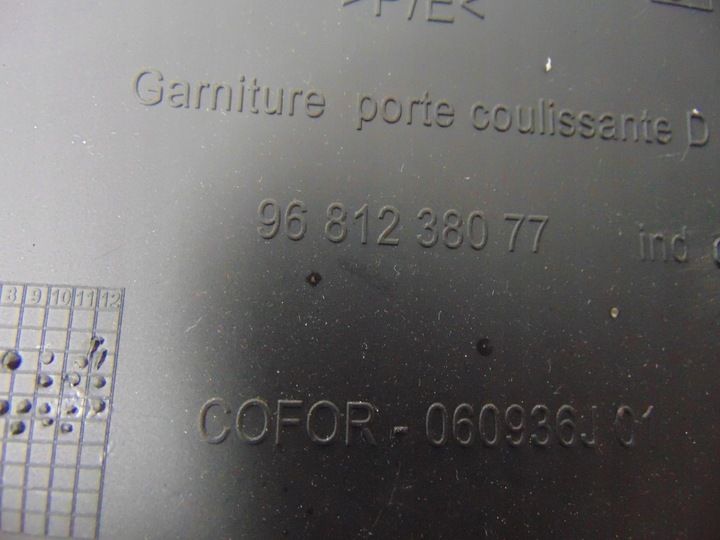 >P/E<
Garniture porte coulissante D
96 812 380 77 ind
8 9 10 11 12
COFOR - 060936J 01